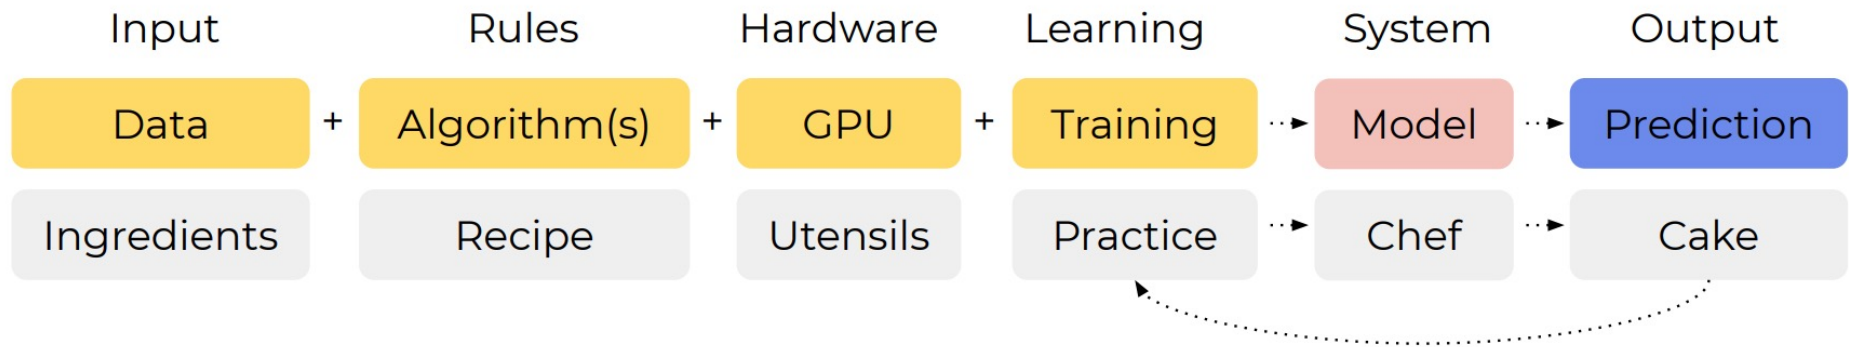 Input Rules Hardware Learning System Output
Data + Algorithm(s) + GPU + Training Model Prediction
Ingredients Recipe Utensils Practice Chef Cake